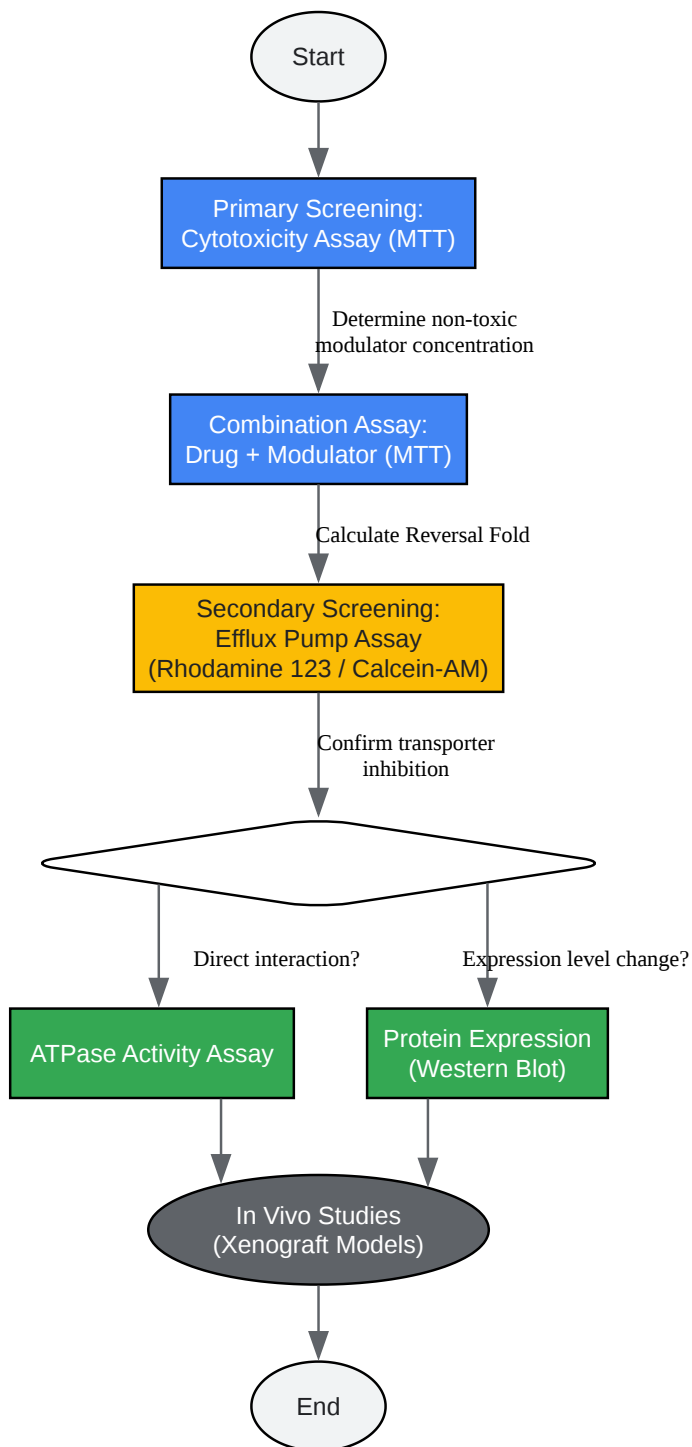 Start
Primary Screening:
Cytotoxicity Assay (MTT)
Determine non-toxic
modulator concentration
Combination Assay:
Drug + Modulator (MTT)
Calculate Reversal Fold
Secondary Screening:
Efflux Pump Assay
(Rhodamine 123 / Calcein-AM)
Confirm transporter
inhibition
Direct interaction?
Expression level change?
ATPase Activity Assay
Protein Expression
(Western Blot)
In Vivo Studies
(Xenograft Models)
End